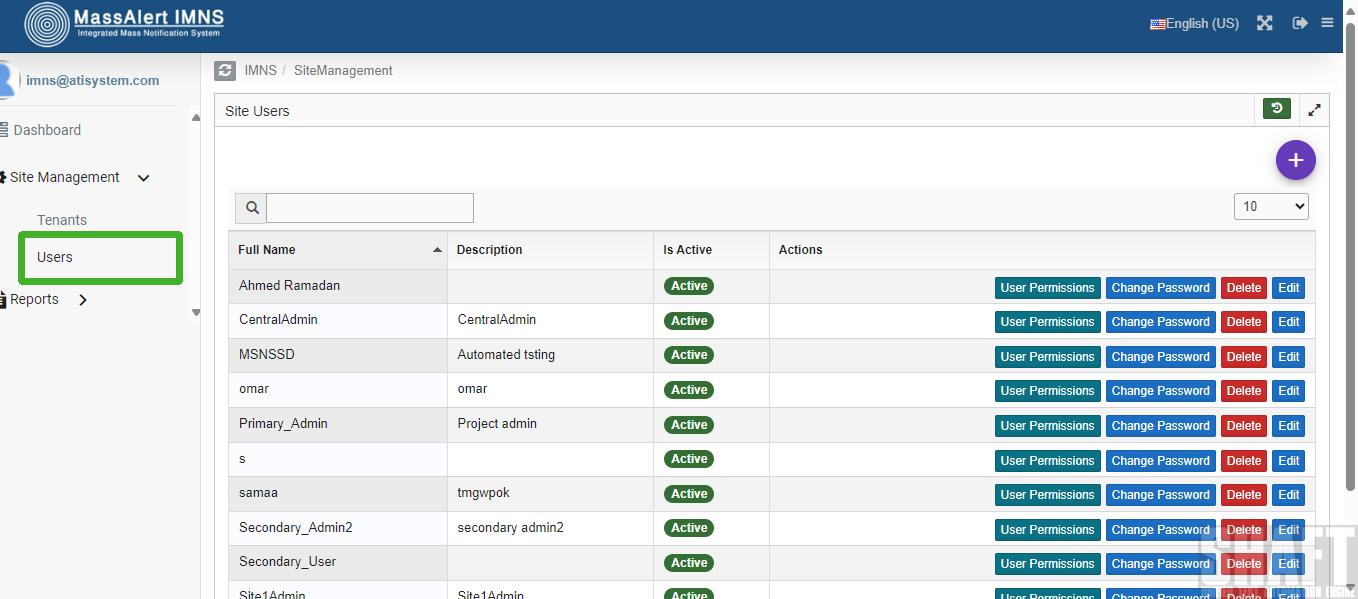 MassAlert IMNS
Integrated Mass Notification System
English (US)
imns@atisystem.com
IMNS / SiteManagement
Dashboard
Site Management
Tenants
Users
Reports
Site Users
10
Full Name Description Is Active Actions
Ahmed Ramadan Active User Permissions Change Password Delete Edit
CentralAdmin CentralAdmin Active User Permissions Change Password Delete Edit
MSNSSD Automated tsting Active User Permissions Change Password Delete Edit
omar omar Active User Permissions Change Password Delete Edit
Primary_Admin Project admin Active User Permissions Change Password Delete Edit
s Active User Permissions Change Password Delete Edit
samaa tmgwpok Active User Permissions Change Password Delete Edit
Secondary_Admin2 secondary admin2 Active User Permissions Change Password Delete Edit
Secondary_User Active User Permissions Change Password Delete Edit
Site1Admin Site1Admin Active User Permissions Change Password Delete Edit
SHAFT